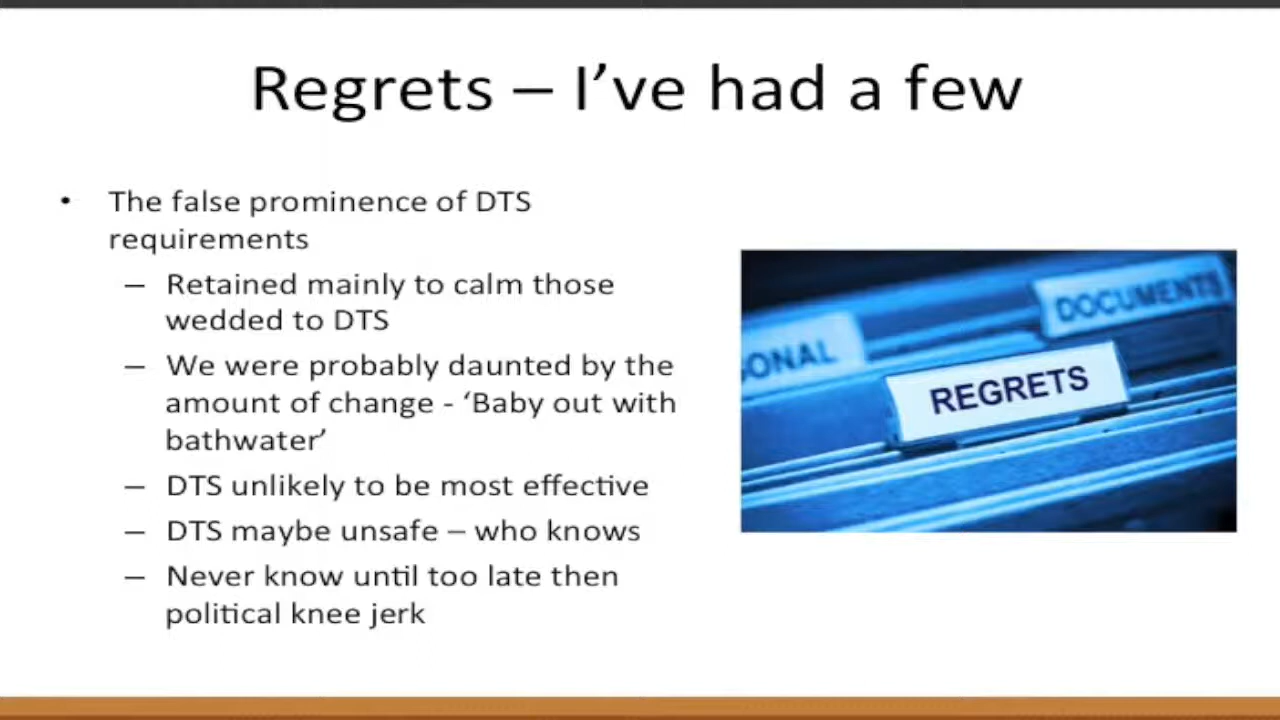 Regrets – I’ve had a few
• The false prominence of DTS
requirements
– Retained mainly to calm those
wedded to DTS
– We were probably daunted by the
amount of change - ‘Baby out with
bathwater’
– DTS unlikely to be most effective
– DTS maybe unsafe – who knows
– Never know until too late then
political knee jerk
DOCUMENTS
ONAL
REGRETS